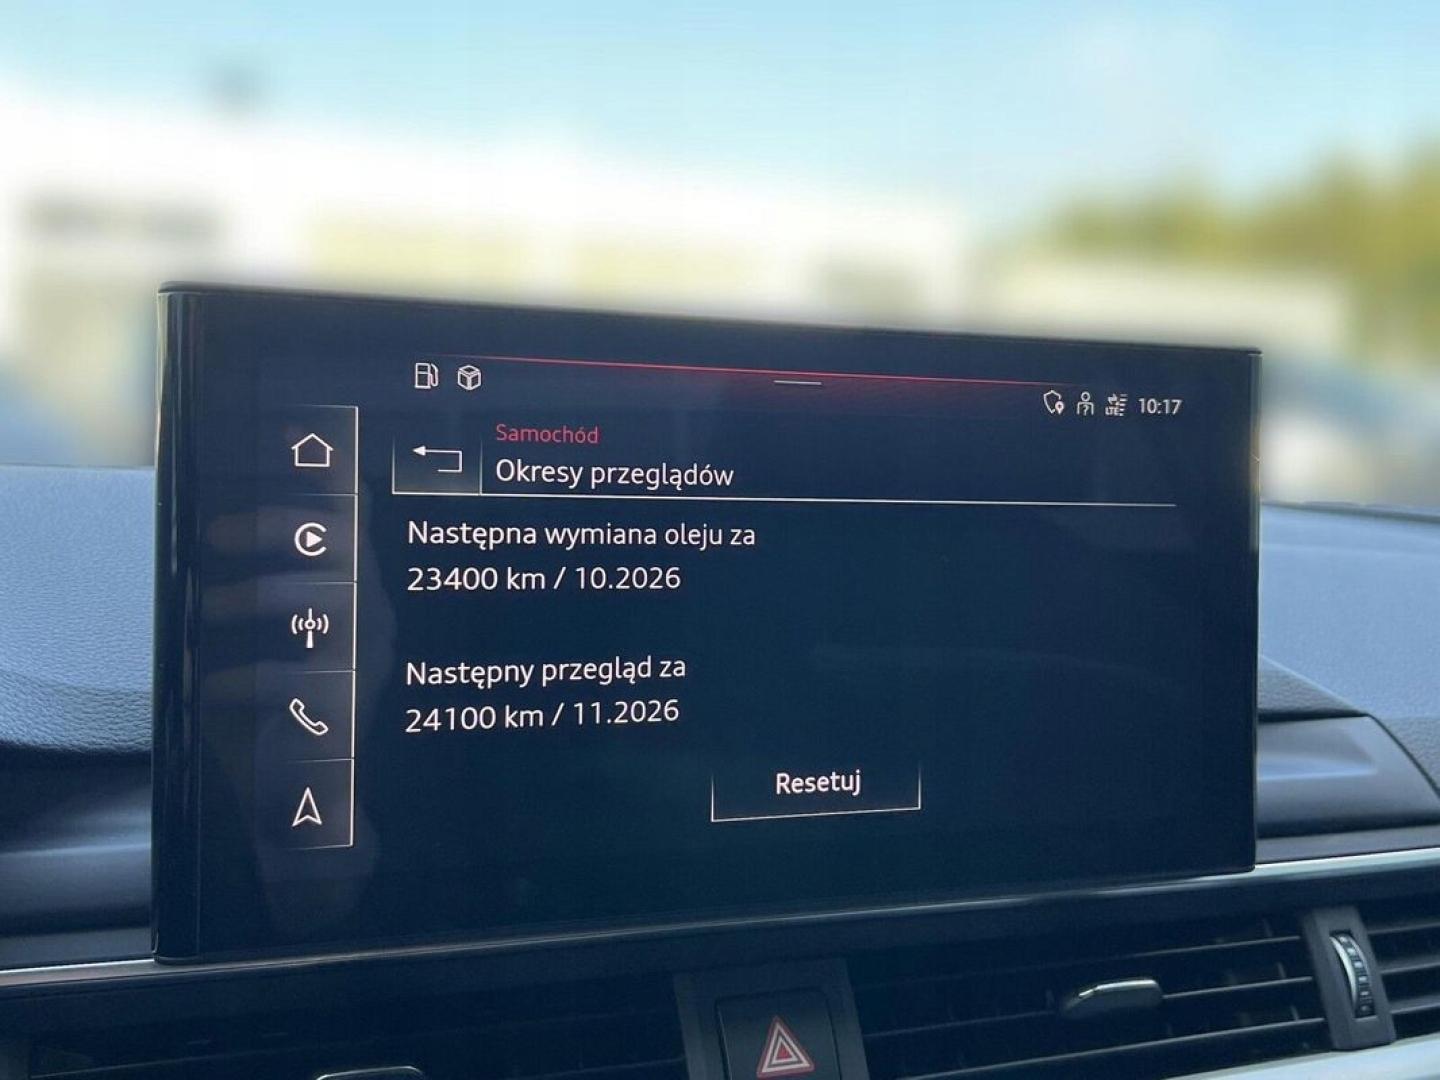 LTE 10:17
Samochód
Okresy przeglądów
Następna wymiana oleju za
23400 km / 10.2026
Następny przegląd za
24100 km / 11.2026
Resetuj